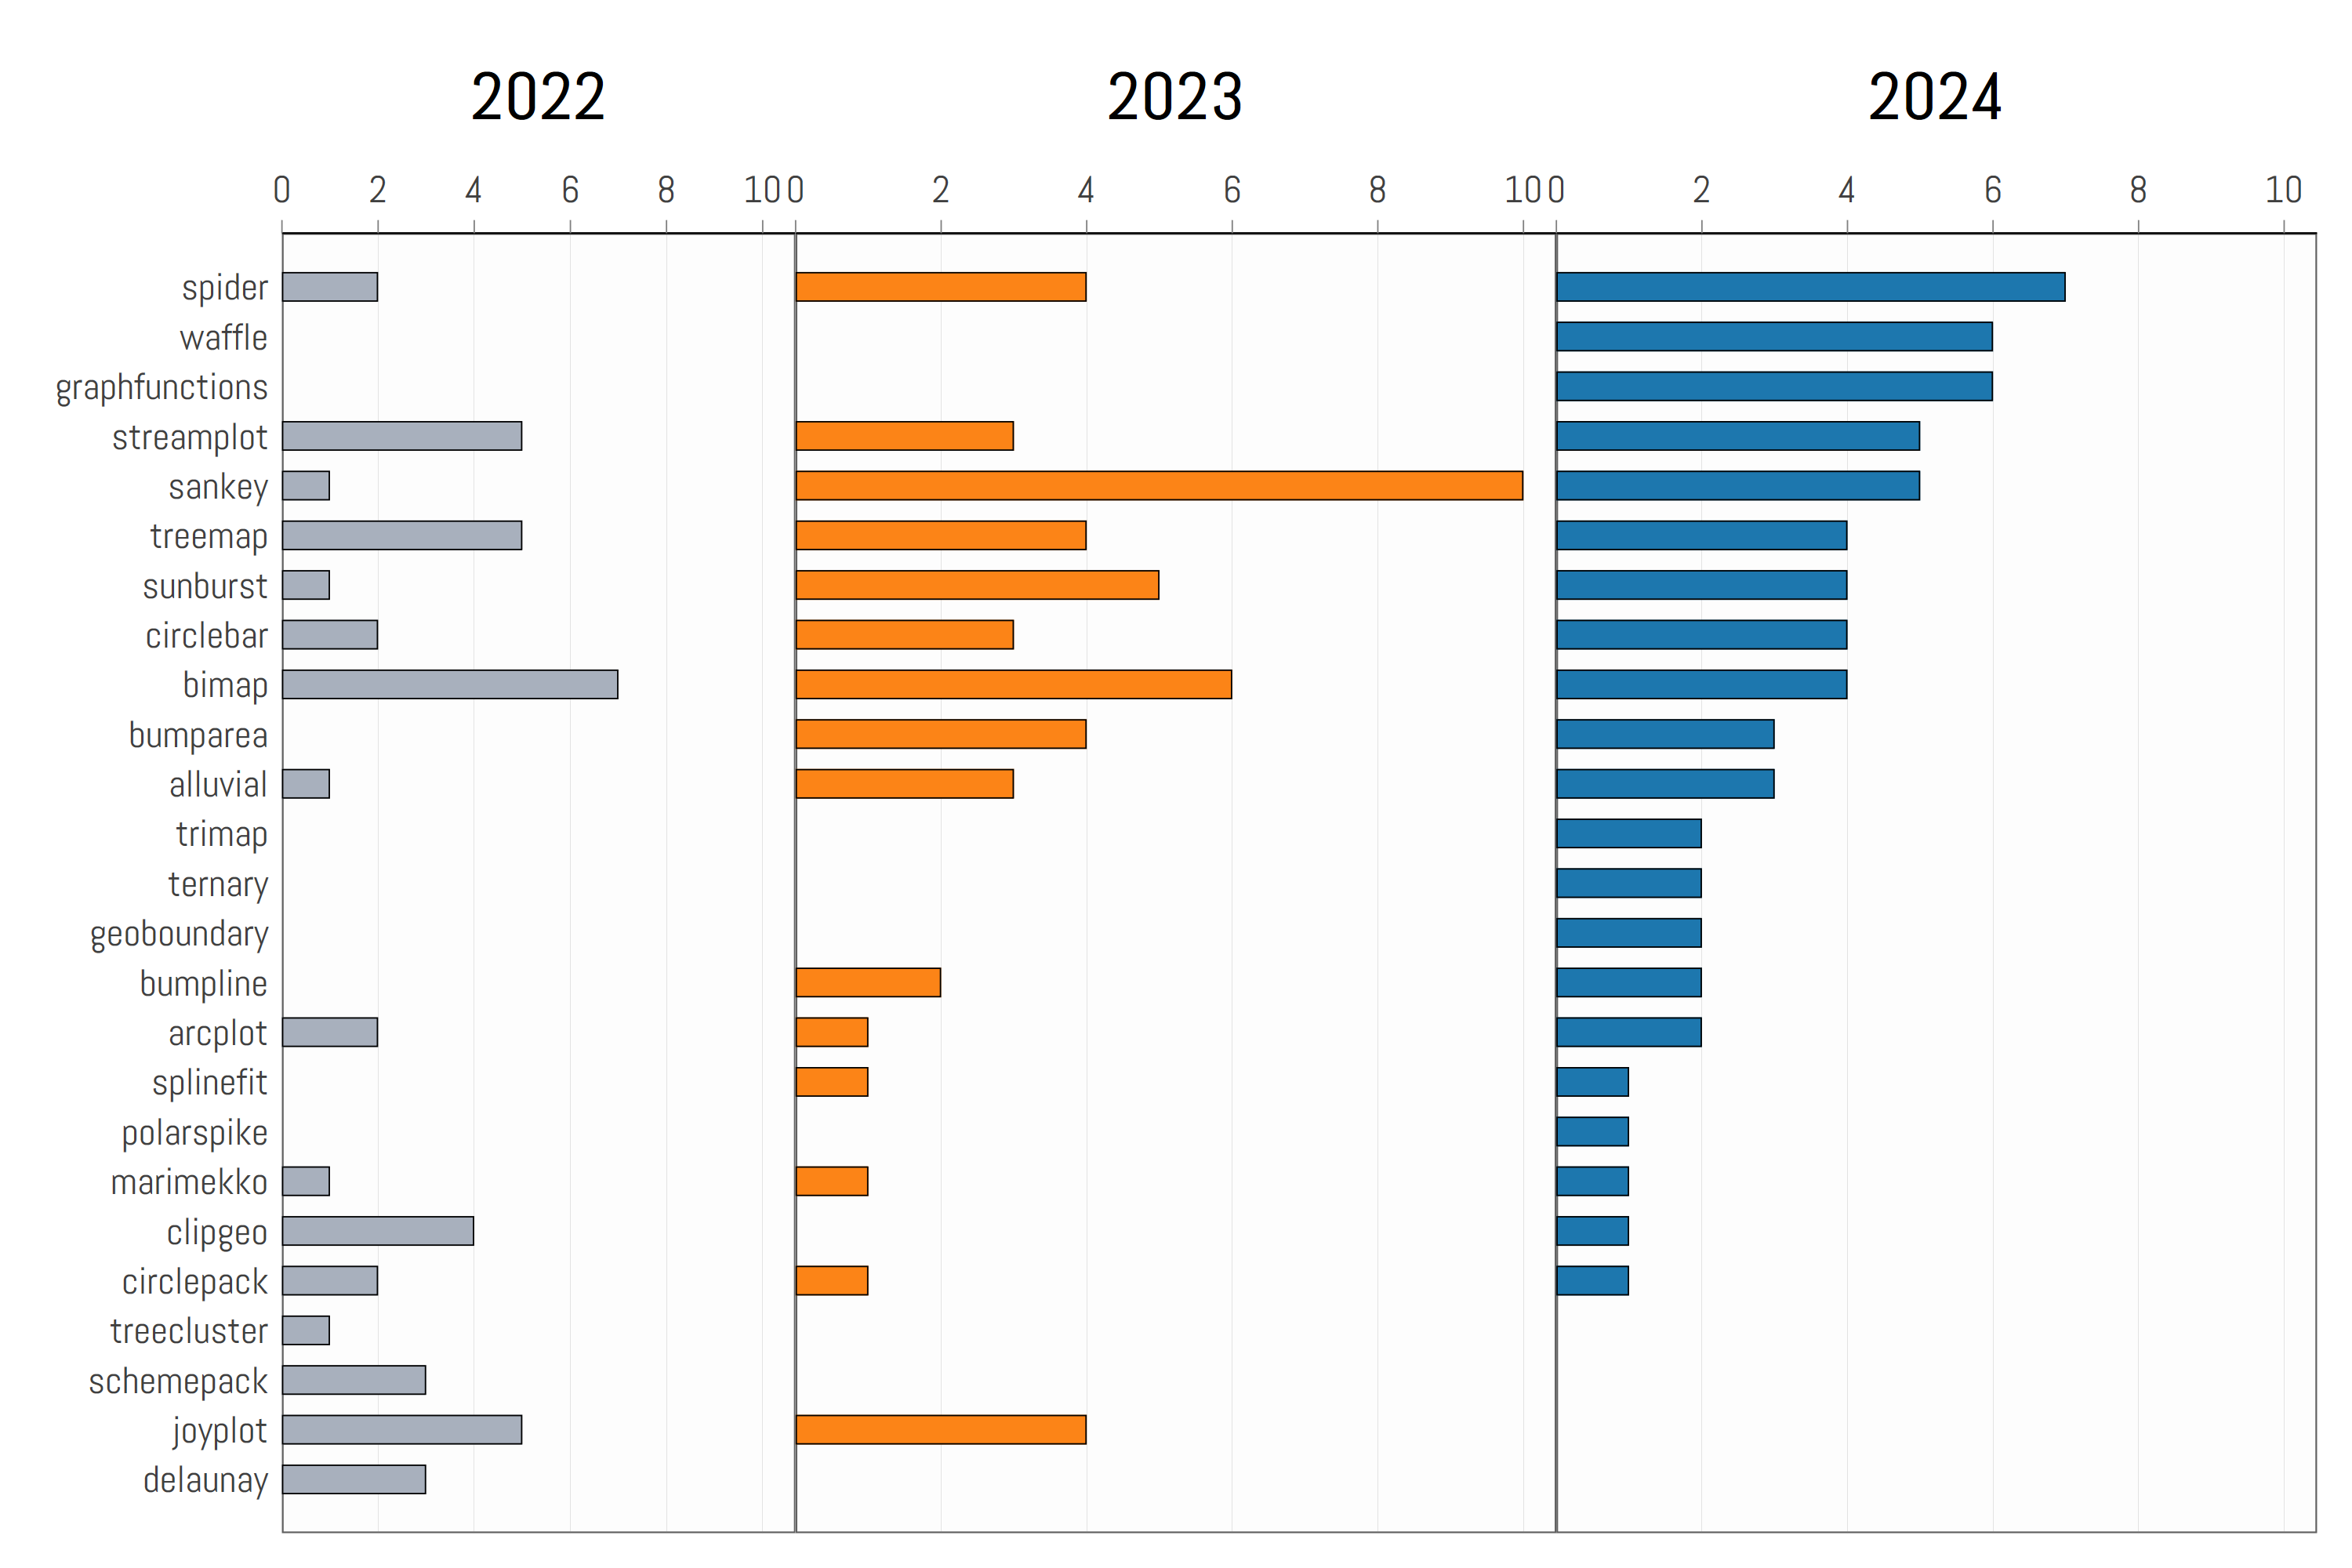 2022 2023 2024
0 2 4 6 8 10 0 2 4 6 8 10 0 2 4 6 8 10
spider
waffle
graphfunctions
streamplot
sankey
treemap
sunburst
circlebar
bimap
bumparea
alluvial
trimap
ternary
geoboundary
bumpline
arcplot
splinefit
polarspike
marimekko
clipgeo
circlepack
treecluster
schemepack
joyplot
delaunay